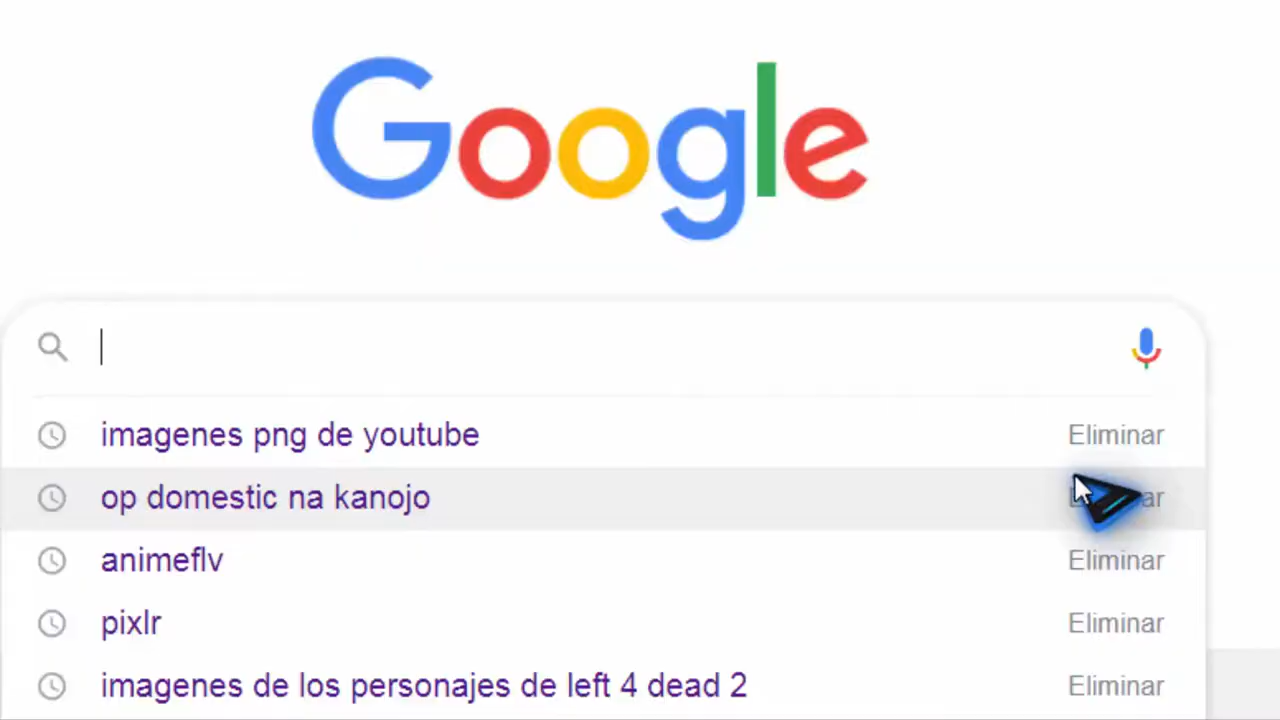 Google
imagenes png de youtube Eliminar
op domestic na kanojo
animeflv Eliminar
pixlr Eliminar
imagenes de los personajes de left 4 dead 2 Eliminar